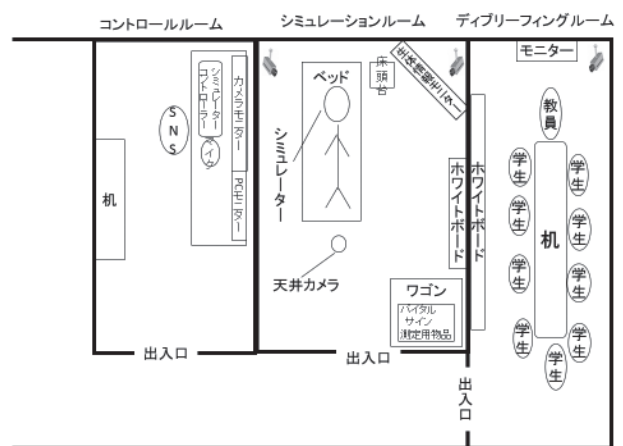 コントロールルーム
シミュレーションルーム
ディブリーフィングルーム
机
SNS
シミュレーター
コントローラー
マイク
カメラモニター
PCモニター
出入口
ベッド
床頭台
生体情報モニター
シミュレーター
天井カメラ
ホワイトボード
ワゴン
バイタル
サイン
測定用物品
出入口
モニター
ホワイトボード
教員
机
学生
学生
学生
学生
学生
学生
学生
学生
学生
出入口